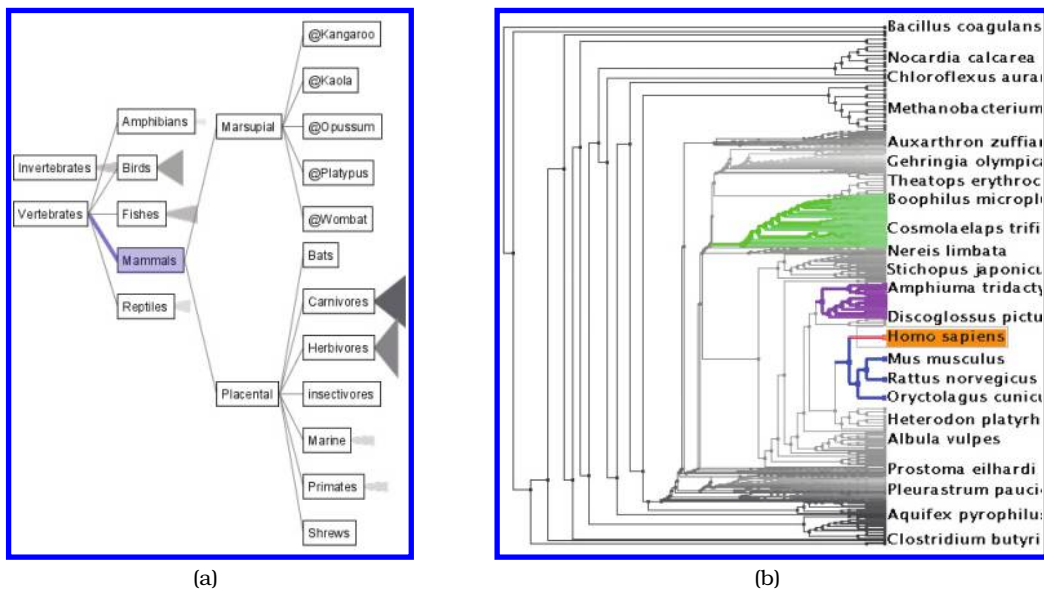 @Kangaroo
@Kaola
@Opussum
@Platypus
@Wombat
Amphibians
Marsupial
Invertebrates
Birds
Vertebrates
Fishes
Mammals
Reptiles
Bats
Carnivores
Herbivores
insectivores
Placental
Marine
Primates
Shrews
(a)
Bacillus coagulans
Nocardia calcarea
Chloroflexus aura
Methanobacterium
Auxarthron zuffia
Gehringia olympica
Theatops erythroc
Boophilus micropl
Cosmolaelaps trifi
Nereis limbata
Stichopus japonicu
Amphiuma tridacty
Discoglossus pictu
Homo sapiens
Mus musculus
Rattus norvegicus
Oryctolagus cunicu
Heterodon platyrh
Albula vulpes
Prostoma eilhardi
Pleurastrum pauci
Aquifex pyrophilus
Clostridium butyri
(b)